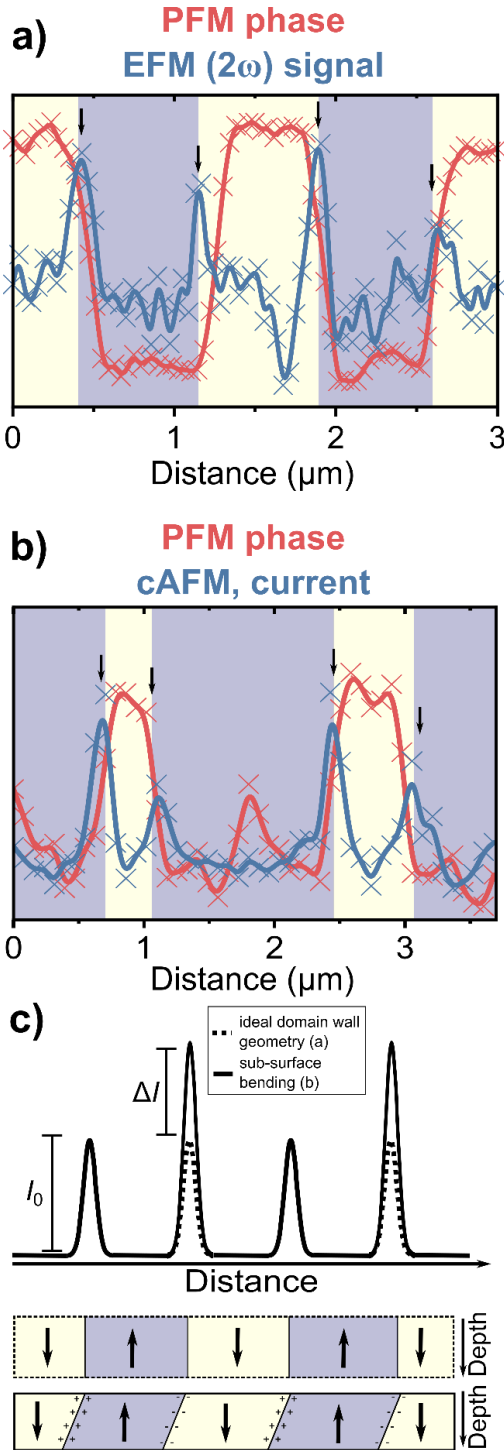 a)
PFM phase
EFM (2ω) signal
0 1 2 3
Distance (µm)
b)
PFM phase
cAFM, current
0 1 2 3
Distance (µm)
c)
ideal domain wall
geometry (a)
sub-surface
bending (b)
ΔI
I0
Distance
Depth
Depth
+ +
+ +
+ +
+ +
- -
- -
- -
- -
+ +
+ +
+ +
+ +
- -
- -
- -
- -